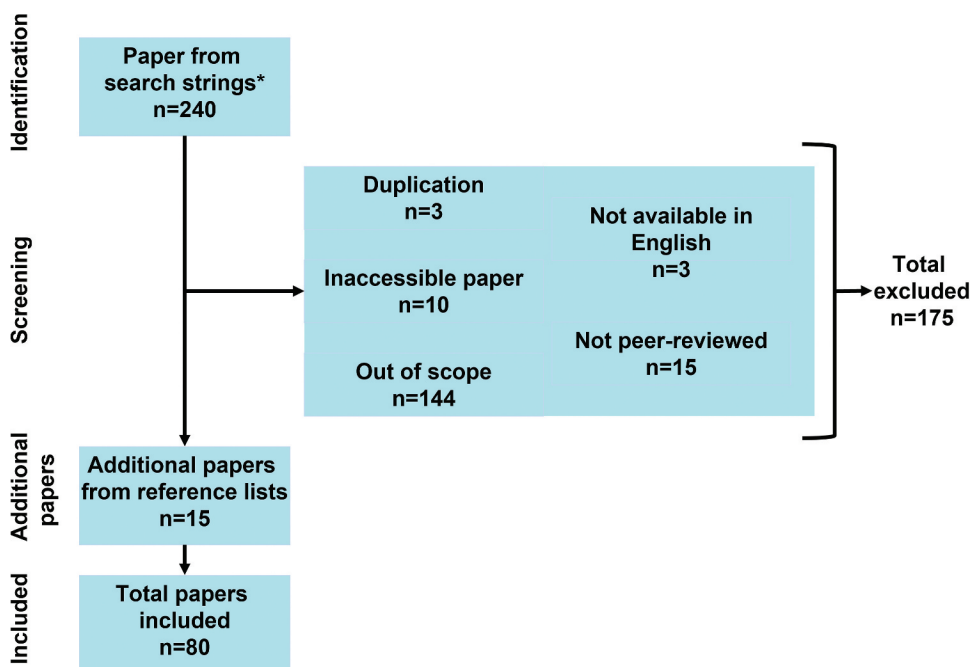 Identification
Paper from
search strings*
n=240
Screening
Duplication
n=3
Inaccessible paper
n=10
Out of scope
n=144
Not available in
English
n=3
Not peer-reviewed
n=15
Total
excluded
n=175
Additional
papers
Additional papers
from reference lists
n=15
Included
Total papers
included
n=80